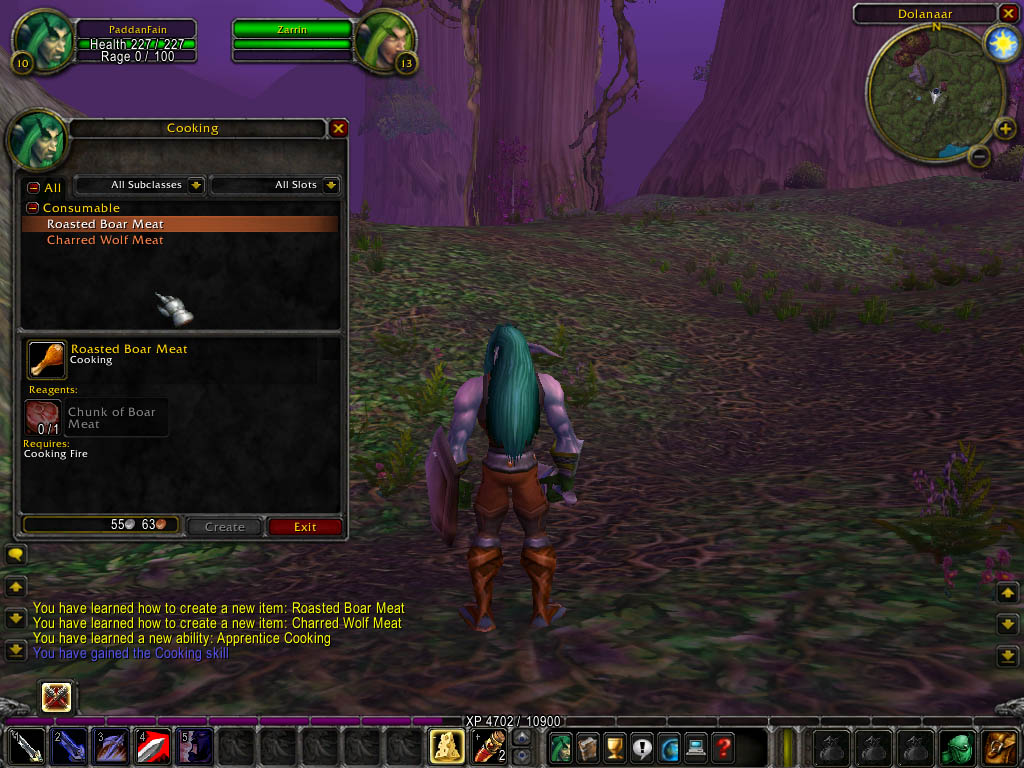 PaddanFain
Health 227 / 227
Rage 0 / 100
10
Zarrin
13
Dolanaar
N
Cooking
All
All Subclasses
All Slots
Consumable
Roasted Boar Meat
Charred Wolf Meat
Roasted Boar Meat
Cooking
Reagents:
Chunk of Boar
Meat
0/1
Requires:
Cooking Fire
55 63
Create
Exit
You have learned how to create a new item: Roasted Boar Meat
You have learned how to create a new item: Charred Wolf Meat
You have learned a new ability: Apprentice Cooking
You have gained the Cooking skill
XP 4702 / 10900
1 2 3 4 5
2